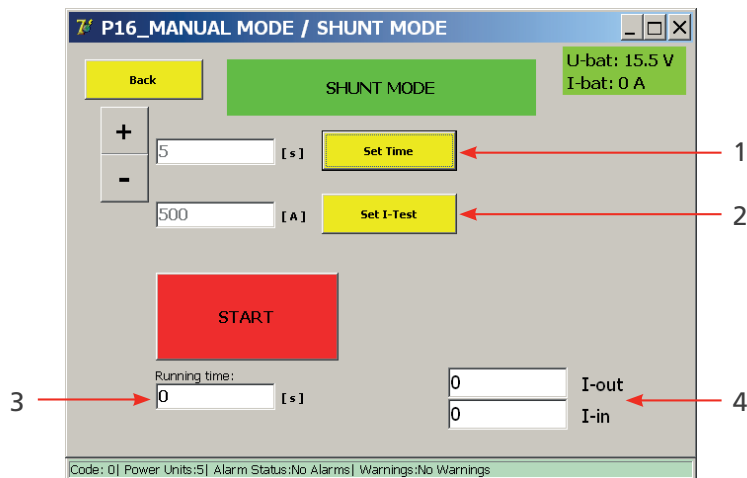 P16_MANUAL MODE / SHUNT MODE
Back
SHUNT MODE
U-bat: 15.5 V
I-bat: 0 A
+
5 [s] Set Time 1
-
500 [A] Set I-Test 2
START
Running time:
3 0 [s]
0 I-out
4
0 I-in
Code: 0| Power Units:5| Alarm Status:No Alarms| Warnings:No Warnings